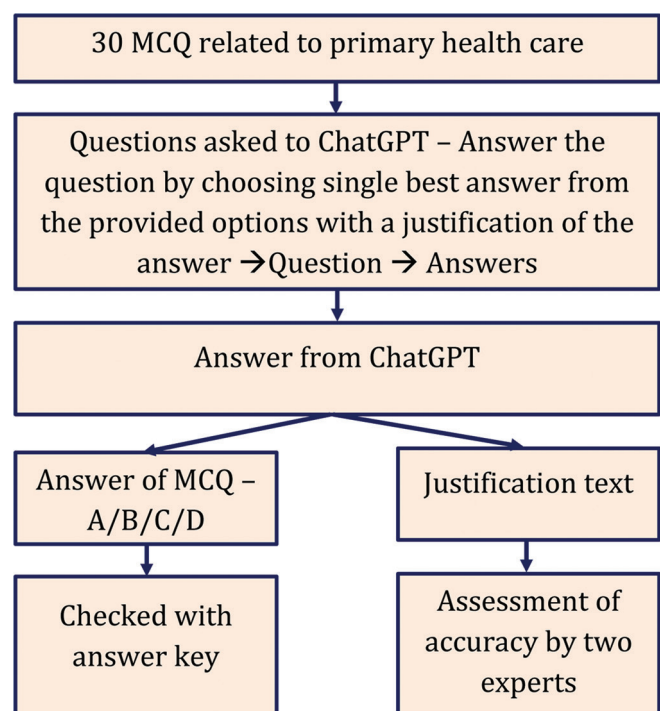 30 MCQ related to primary health care
Questions asked to ChatGPT – Answer the
question by choosing single best answer from
the provided options with a justification of the
answer →Question → Answers
Answer from ChatGPT
Answer of MCQ –
A/B/C/D
Justification text
Checked with
answer key
Assessment of
accuracy by two
experts